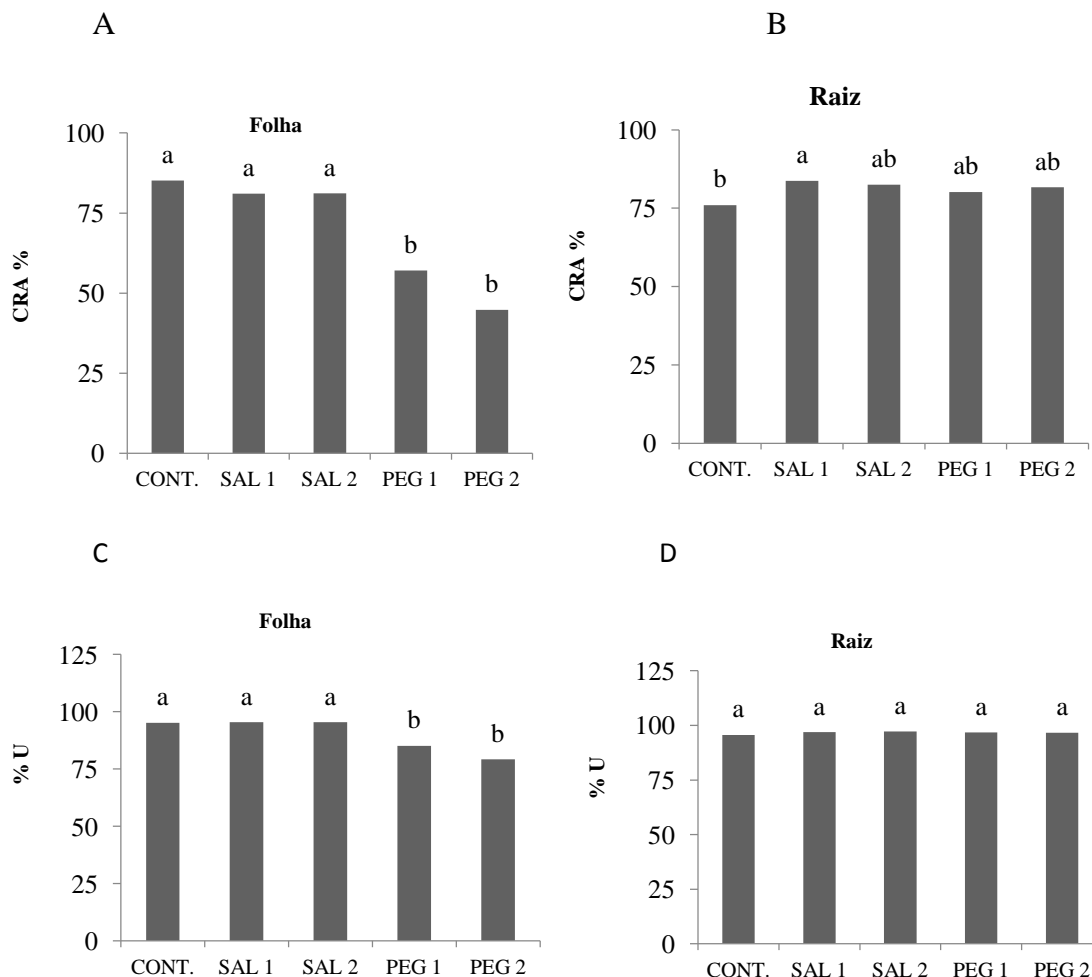 A
Folha
100
75
50
25
0
CRA %
a a a b b
CONT. SAL 1 SAL 2 PEG 1 PEG 2
B
Raiz
100
75
50
25
0
CRA %
b a ab ab ab
CONT. SAL 1 SAL 2 PEG 1 PEG 2
C
Folha
125
100
75
50
25
0
% U
a a a b b
CONT. SAL 1 SAL 2 PEG 1 PEG 2
D
Raiz
125
100
75
50
25
0
% U
a a a a a
CONT. SAL 1 SAL 2 PEG 1 PEG 2